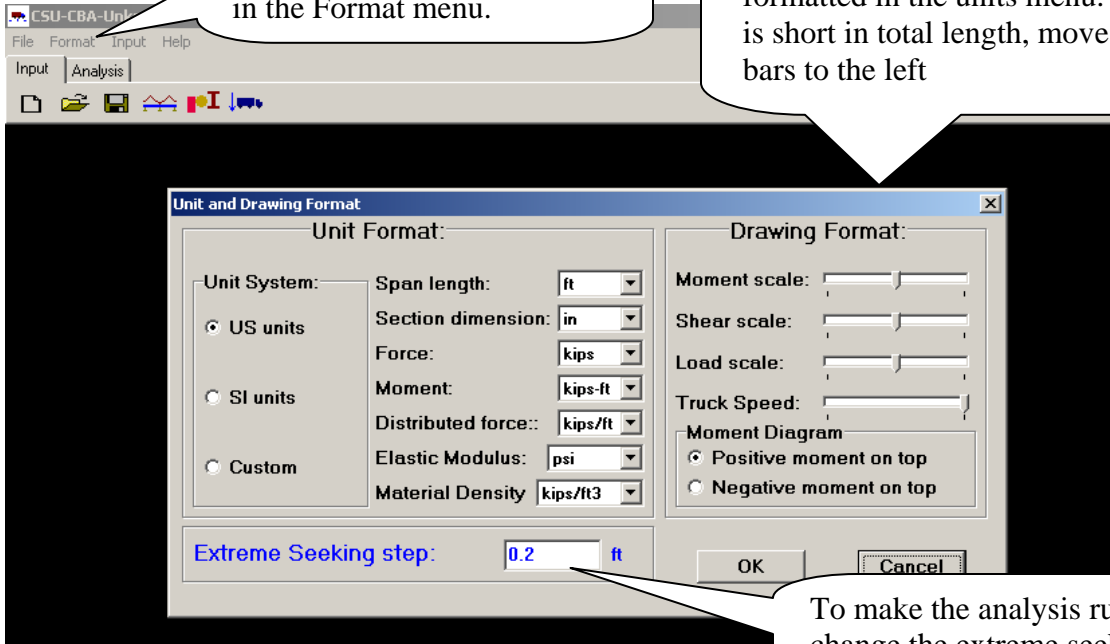 in the Format menu.
formatted in the units menu.
is short in total length, move
bars to the left
CSU-CBA-
File Format Input Help
Input Analysis
Unit and Drawing Format
Unit Format:
Unit System:
US units
SI units
Custom
Span length: ft
Section dimension: in
Force: kips
Moment: kips-ft
Distributed force:: kips/ft
Elastic Modulus: psi
Material Density kips/ft3
Extreme Seeking step: 0.2 ft
Drawing Format:
Moment scale:
Shear scale:
Load scale:
Truck Speed:
Moment Diagram
Positive moment on top
Negative moment on top
OK Cancel
To make the analysis
change the extreme